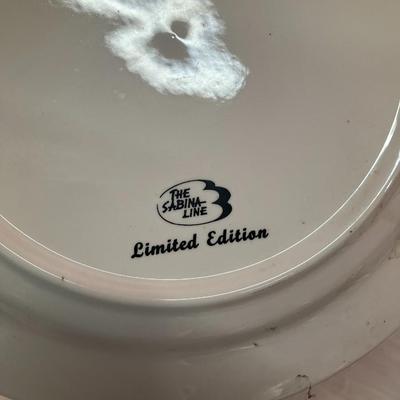 THE
SABINA
LINE
Limited Edition